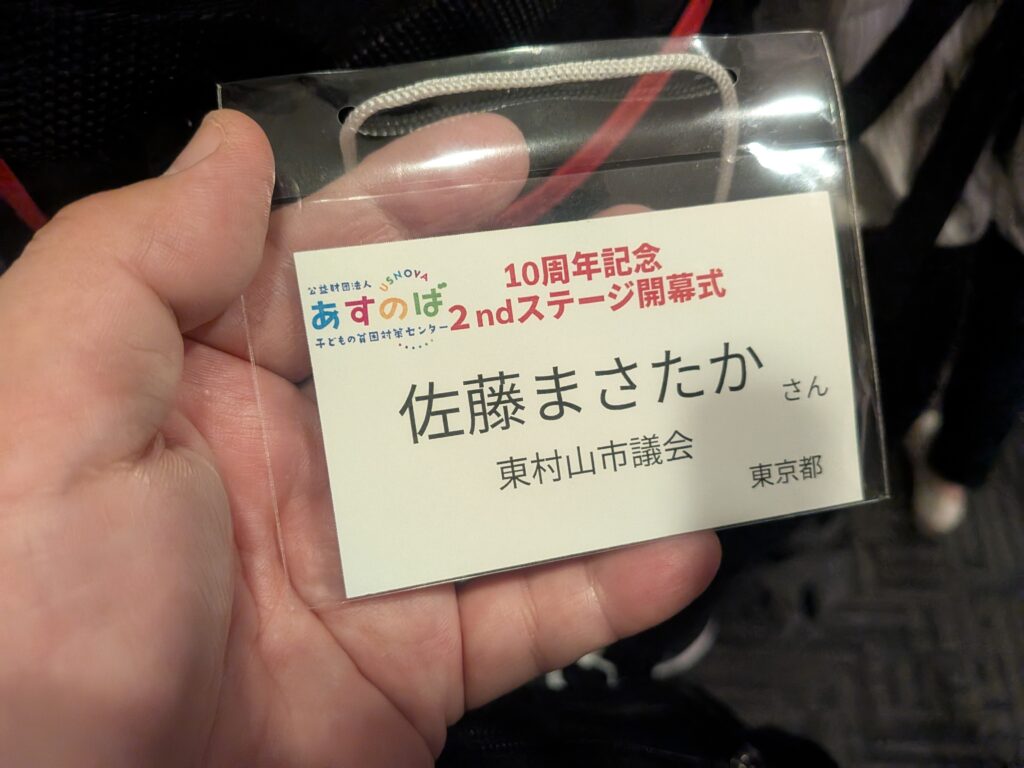 公益財団法人
USNOVA
あすのば
子どもの貧困対策センター
10周年記念
2ndステージ開幕式
佐藤まさたか さん
東村山市議会
東京都